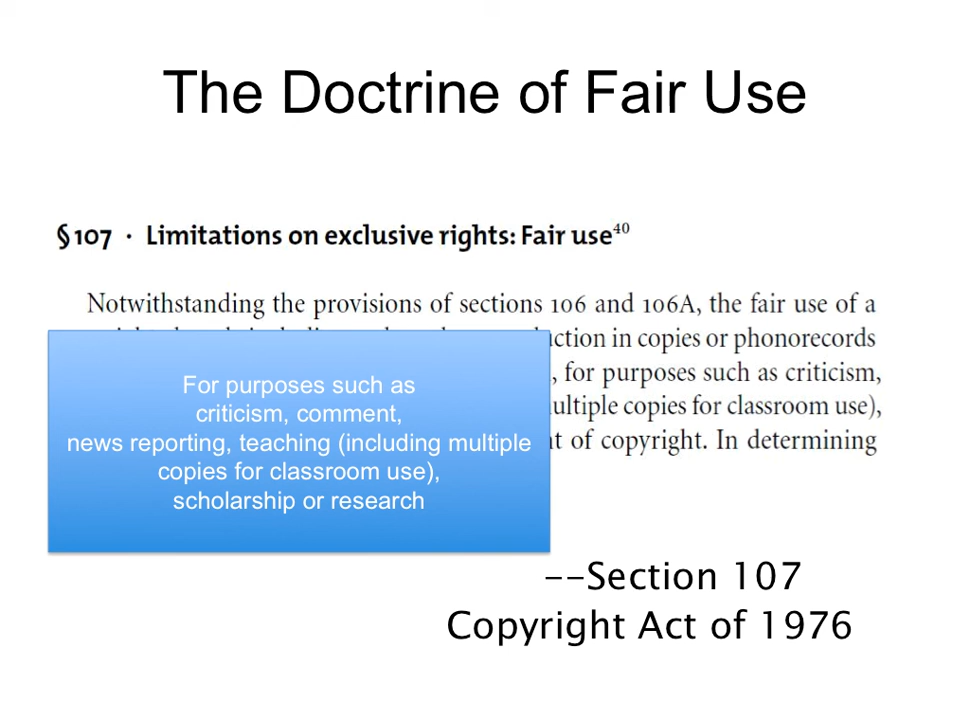 The Doctrine of Fair Use
§ 107 · Limitations on exclusive rights: Fair use⁴⁰
Notwithstanding the provisions of sections 106 and 106A, the fair use of a
in copies or phonorecords
, for purposes such as criticism,
copies for classroom use),
of copyright. In determining
For purposes such as
criticism, comment,
news reporting, teaching (including multiple
copies for classroom use),
scholarship or research
--Section 107
Copyright Act of 1976